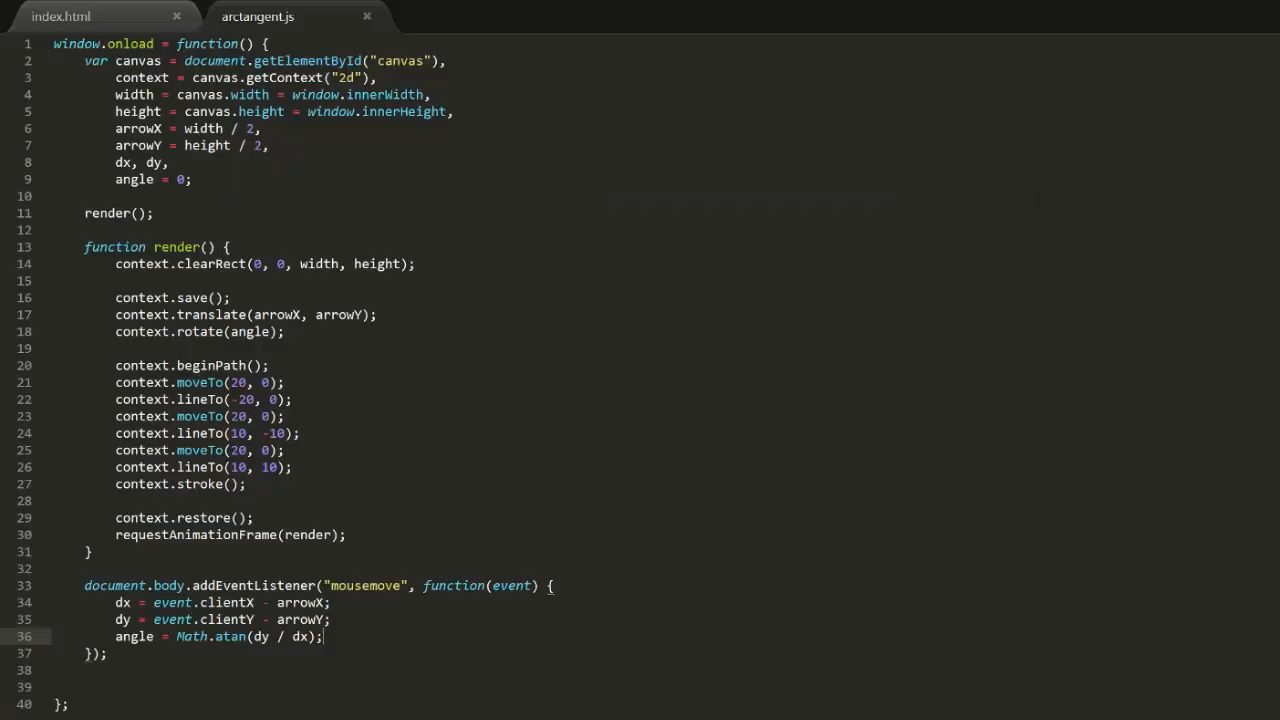 index.html × arctangent.js ×
1 window.onload = function() {
2 var canvas = document.getElementById("canvas"),
3 context = canvas.getContext("2d"),
4 width = canvas.width = window.innerWidth,
5 height = canvas.height = window.innerHeight,
6 arrowX = width / 2,
7 arrowY = height / 2,
8 dx, dy,
9 angle = 0;
10
11 render();
12
13 function render() {
14 context.clearRect(0, 0, width, height);
15
16 context.save();
17 context.translate(arrowX, arrowY);
18 context.rotate(angle);
19
20 context.beginPath();
21 context.moveTo(20, 0);
22 context.lineTo(-20, 0);
23 context.moveTo(20, 0);
24 context.lineTo(10, -10);
25 context.moveTo(20, 0);
26 context.lineTo(10, 10);
27 context.stroke();
28
29 context.restore();
30 requestAnimationFrame(render);
31 }
32
33 document.body.addEventListener("mousemove", function(event) {
34 dx = event.clientX - arrowX;
35 dy = event.clientY - arrowY;
36 angle = Math.atan(dy / dx);
37 });
38
39
40 };